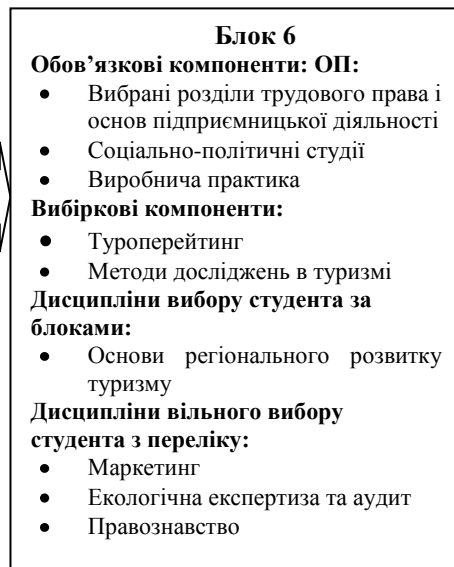 Блок 6
Обов’язкові компоненти: ОП:
• Вибрані розділи трудового права і
основ підприємницької діяльності
• Соціально-політичні студії
• Виробнича практика
Вибіркові компоненти:
• Туроперейтинг
• Методи досліджень в туризмі
Дисципліни вибору студента за
блоками:
• Основи регіонального розвитку
туризму
Дисципліни вільного вибору
студента з переліку:
• Маркетинг
• Екологічна експертиза та аудит
• Правознавство